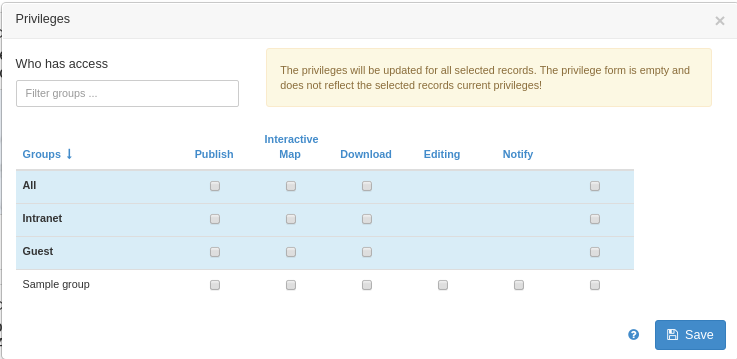 Privileges
×
Who has access
Filter groups ...
The privileges will be updated for all selected records. The privilege form is empty and
does not reflect the selected records current privileges!
Groups ↓ Publish Interactive Map Download Editing Notify
All
Intranet
Guest
Sample group
? Save